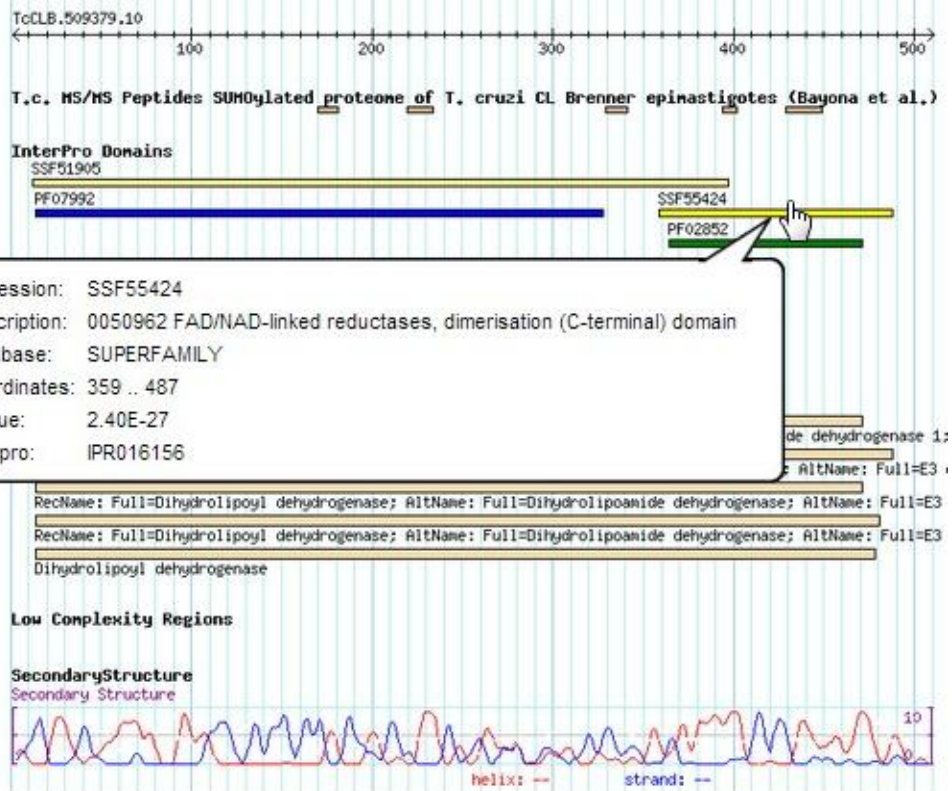 TcCLB.509379.10
100 200 300 400 500
T.c. MS/MS Peptides SUMOylated proteome of T. cruzi CL Brenner epimastigotes (Bayona et al.)
InterPro Domains
SSF51905
PF07992 SSF55424
PF02852
ession: SSF55424
cription: 0050962 FAD/NAD-linked reductases, dimerisation (C-terminal) domain
base: SUPERFAMILY
rdinates: 359 .. 487
ue: 2.40E-27
pro: IPR016156
de dehydrogenase 1;
; AltName: Full=E3
RecName: Full=Dihydrolipoyl dehydrogenase; AltName: Full=Dihydrolipoamide dehydrogenase; AltName: Full=E3
RecName: Full=Dihydrolipoyl dehydrogenase; AltName: Full=Dihydrolipoamide dehydrogenase; AltName: Full=E3
Dihydrolipoyl dehydrogenase
Low Complexity Regions
SecondaryStructure
Secondary Structure
10
helix: -- strand: --